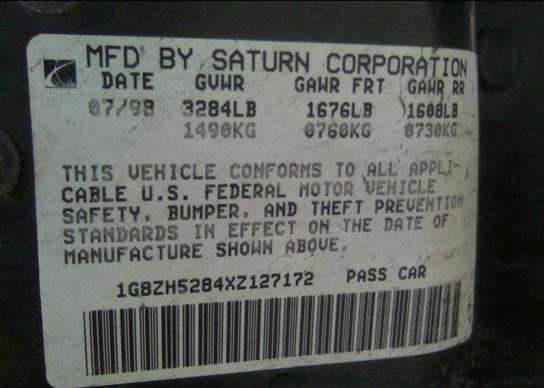 MFD BY SATURN CORPORATION
DATE GVWR GAWR FRT GAWR RR
07/98 3284LB 1676LB 1608LB
1490KG 0760KG 0730KG
THIS VEHICLE CONFORMS TO ALL APPLI-
CABLE U.S. FEDERAL MOTOR VEHICLE
SAFETY, BUMPER, AND THEFT PREVENTION
STANDARDS IN EFFECT ON THE DATE OF
MANUFACTURE SHOWN ABOVE.
1G8ZH5284XZ127172 PASS CAR